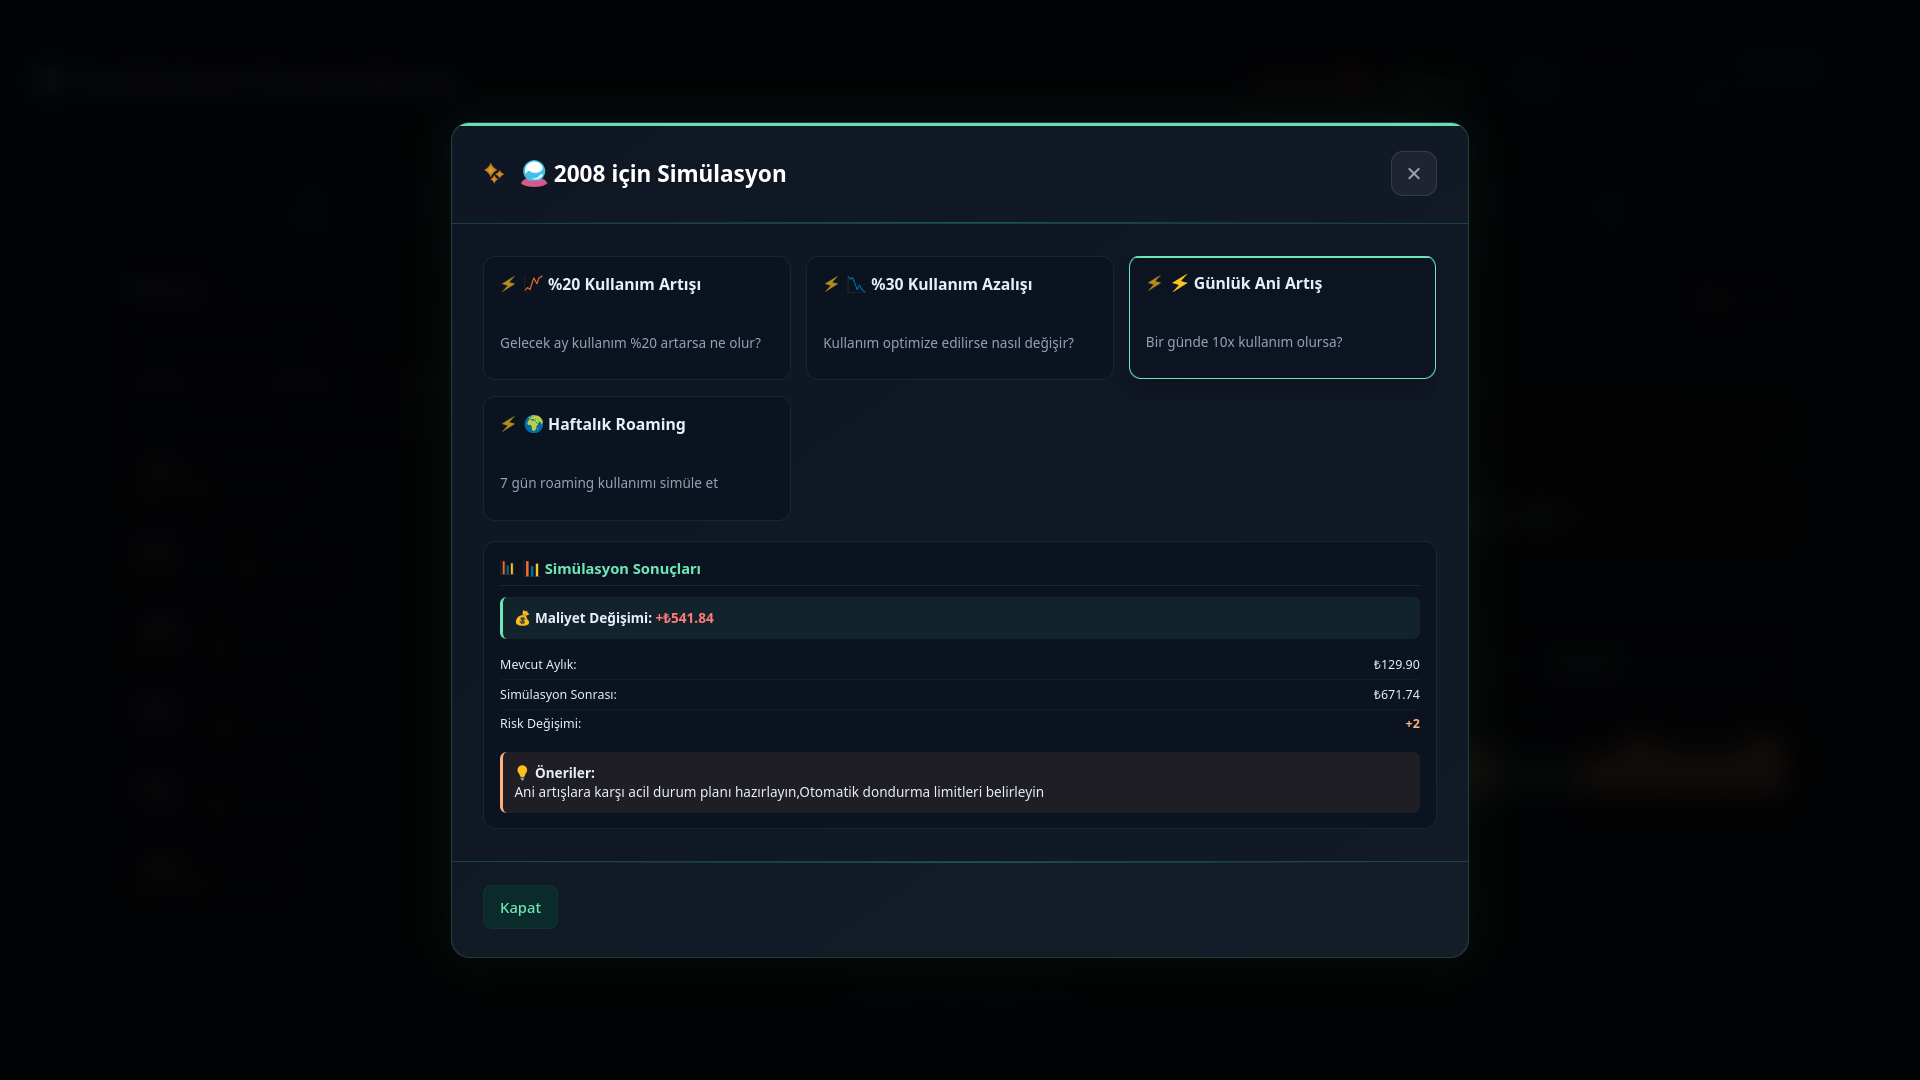 2008 için Simülasyon
%20 Kullanım Artışı
Gelecek ay kullanım %20 artarsa ne olur?
%30 Kullanım Azalışı
Kullanım optimize edilirse nasıl değişir?
Günlük Ani Artış
Bir günde 10x kullanım olursa?
Haftalık Roaming
7 gün roaming kullanımı simüle et
Simülasyon Sonuçları
Maliyet Değişimi: +₺541.84
Mevcut Aylık: ₺129.90
Simülasyon Sonrası: ₺671.74
Risk Değişimi: +2
Öneriler:
Ani artışlara karşı acil durum planı hazırlayın,Otomatik dondurma limitleri belirleyin
Kapat